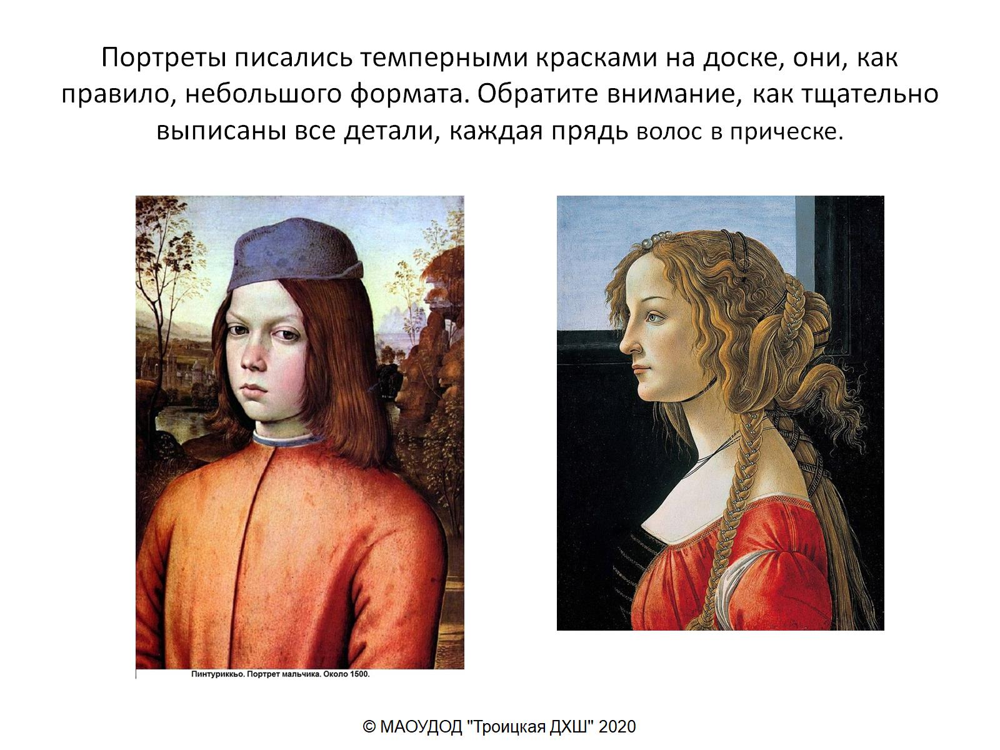 Портреты писались темперными красками на доске, они, как
правило, небольшого формата. Обратите внимание, как тщательно
выписаны все детали, каждая прядь волос в прическе.
Пинтуриккьо. Портрет мальчика. Около 1500.
© МАОУДОД "Троицкая ДХШ" 2020